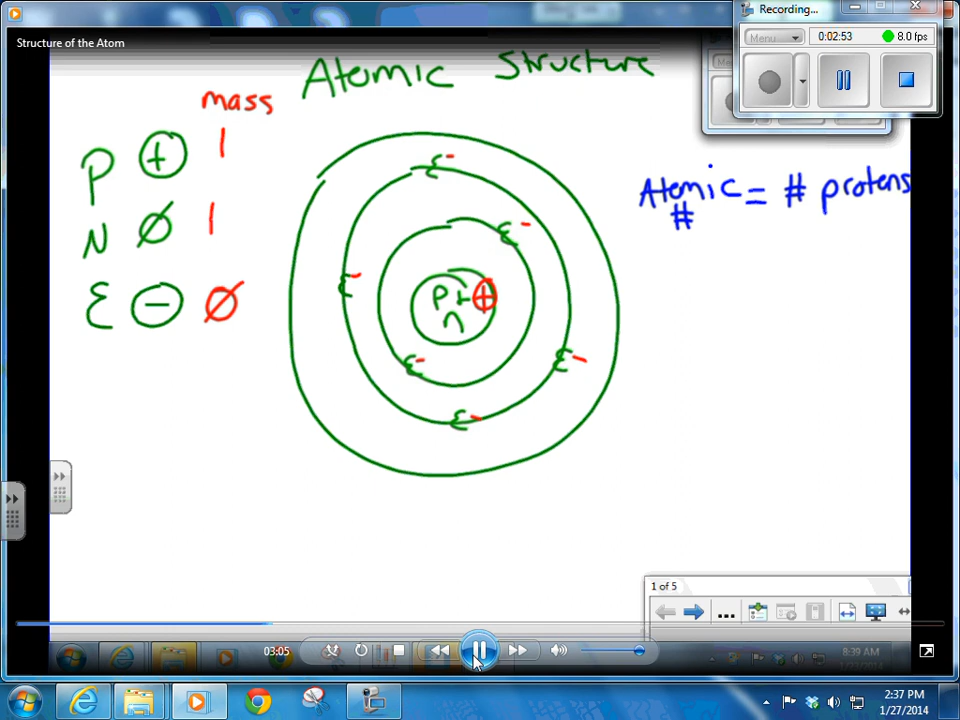 Recording...
Menu
0:02:53
8.0 fps
Structure of the Atom
Atomic Structure
mass
P + 1
N Ø 1
E − Ø
Atomic = # protens
#
E-
E-
E-
P + +
n
E-
E-
E-
1 of 5
...
03:05
8:39 AM
2:37 PM
1/27/2014